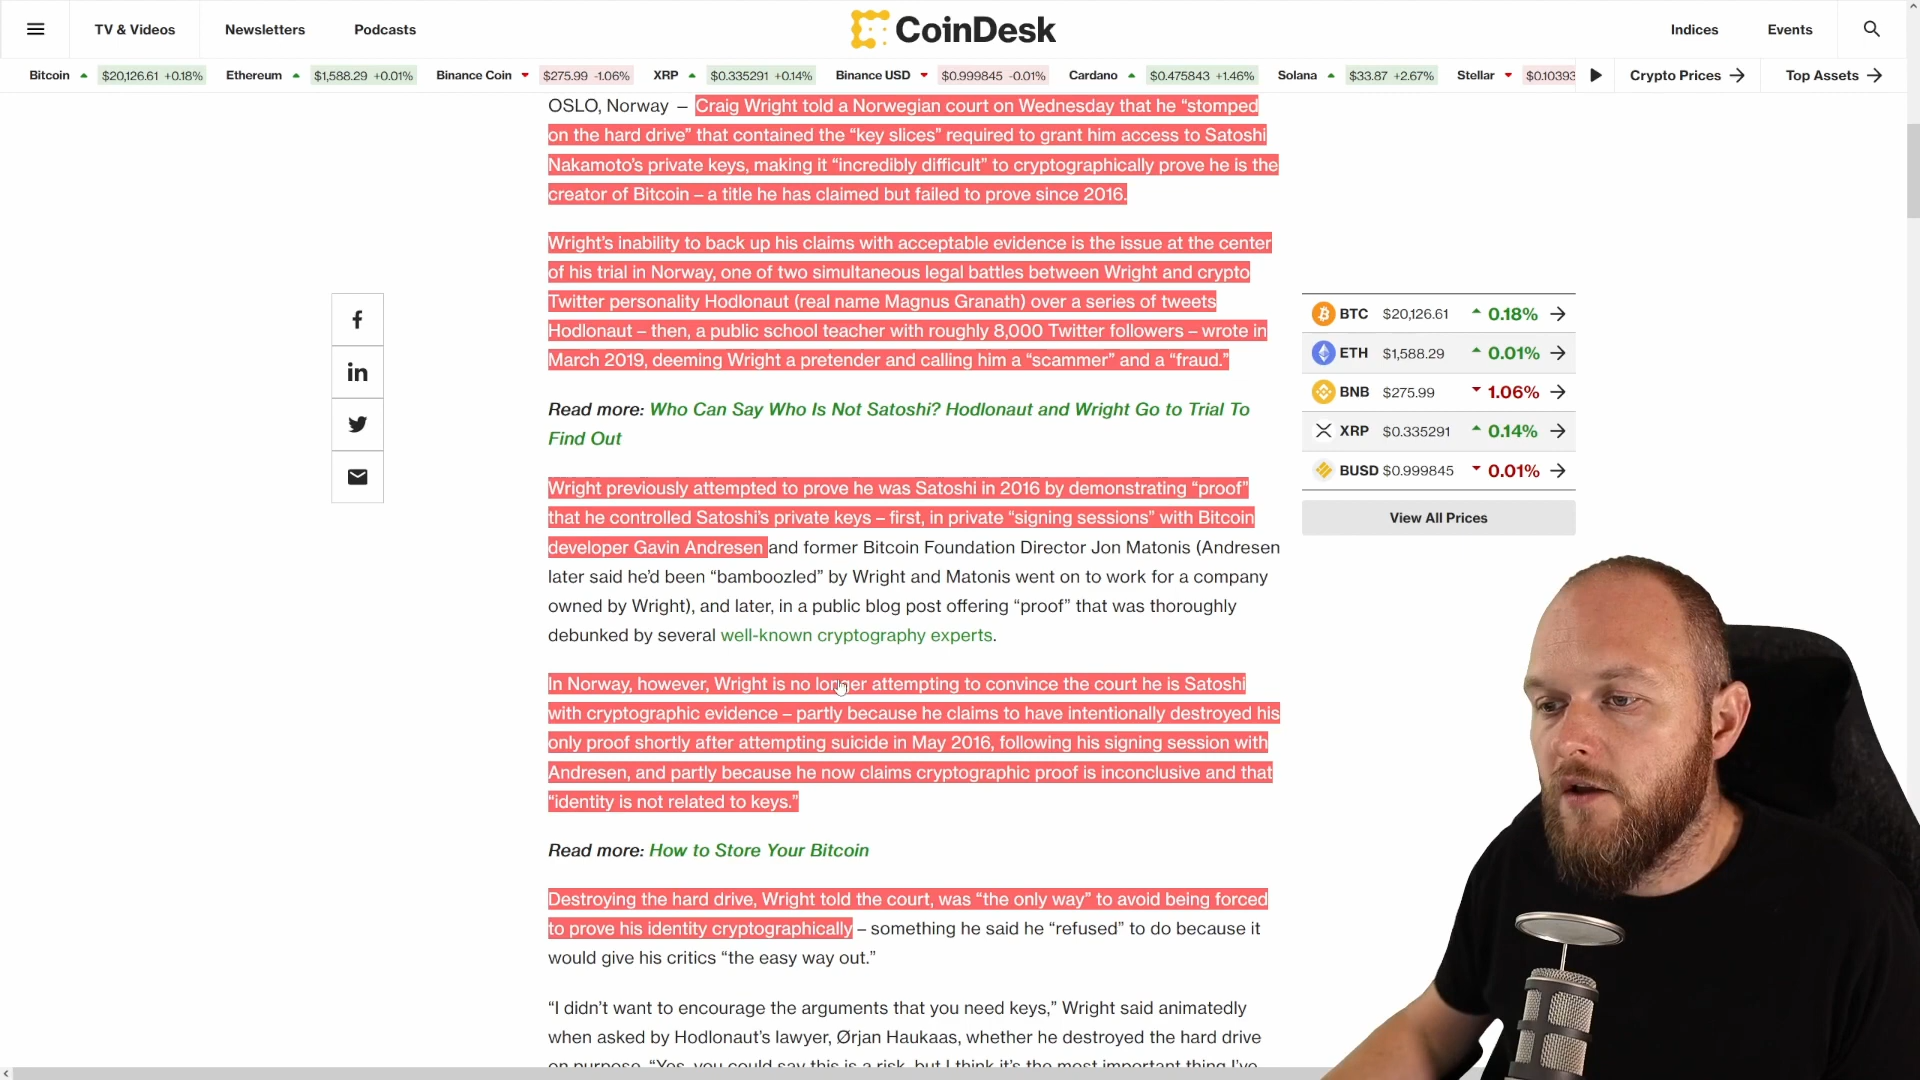 TV & Videos Newsletters Podcasts CoinDesk Indices Events
Bitcoin $20,126.61 +0.18% Ethereum $1,588.29 +0.01% Binance Coin $275.99 -1.06% XRP $0.335291 +0.14% Binance USD $0.999845 -0.01% Cardano $0.475843 +1.46% Solana $33.87 +2.67% Stellar $0.10393 Crypto Prices Top Assets
OSLO, Norway – Craig Wright told a Norwegian court on Wednesday that he “stomped
on the hard drive” that contained the “key slices” required to grant him access to Satoshi
Nakamoto’s private keys, making it “incredibly difficult” to cryptographically prove he is the
creator of Bitcoin – a title he has claimed but failed to prove since 2016.
Wright’s inability to back up his claims with acceptable evidence is the issue at the center
of his trial in Norway, one of two simultaneous legal battles between Wright and crypto
Twitter personality Hodlonaut (real name Magnus Granath) over a series of tweets
Hodlonaut – then, a public school teacher with roughly 8,000 Twitter followers – wrote in
March 2019, deeming Wright a pretender and calling him a “scammer” and a “fraud.”
Read more: Who Can Say Who Is Not Satoshi? Hodlonaut and Wright Go to Trial To
Find Out
Wright previously attempted to prove he was Satoshi in 2016 by demonstrating “proof”
that he controlled Satoshi’s private keys – first, in private “signing sessions” with Bitcoin
developer Gavin Andresen and former Bitcoin Foundation Director Jon Matonis (Andresen
later said he’d been “bamboozled” by Wright and Matonis went on to work for a company
owned by Wright), and later, in a public blog post offering “proof” that was thoroughly
debunked by several well-known cryptography experts.
In Norway, however, Wright is no longer attempting to convince the court he is Satoshi
with cryptographic evidence – partly because he claims to have intentionally destroyed his
only proof shortly after attempting suicide in May 2016, following his signing session with
Andresen, and partly because he now claims cryptographic proof is inconclusive and that
“identity is not related to keys.”
Read more: How to Store Your Bitcoin
Destroying the hard drive, Wright told the court, was “the only way” to avoid being forced
to prove his identity cryptographically – something he said he “refused” to do because it
would give his critics “the easy way out.”
“I didn’t want to encourage the arguments that you need keys,” Wright said animatedly
when asked by Hodlonaut’s lawyer, Ørjan Haukaas, whether he destroyed the hard drive
on purpose. “Yes, you could say this is a risk, but I think it’s the most important thing I’ve
BTC $20,126.61 0.18%
ETH $1,588.29 0.01%
BNB $275.99 1.06%
XRP $0.335291 0.14%
BUSD $0.999845 0.01%
View All Prices